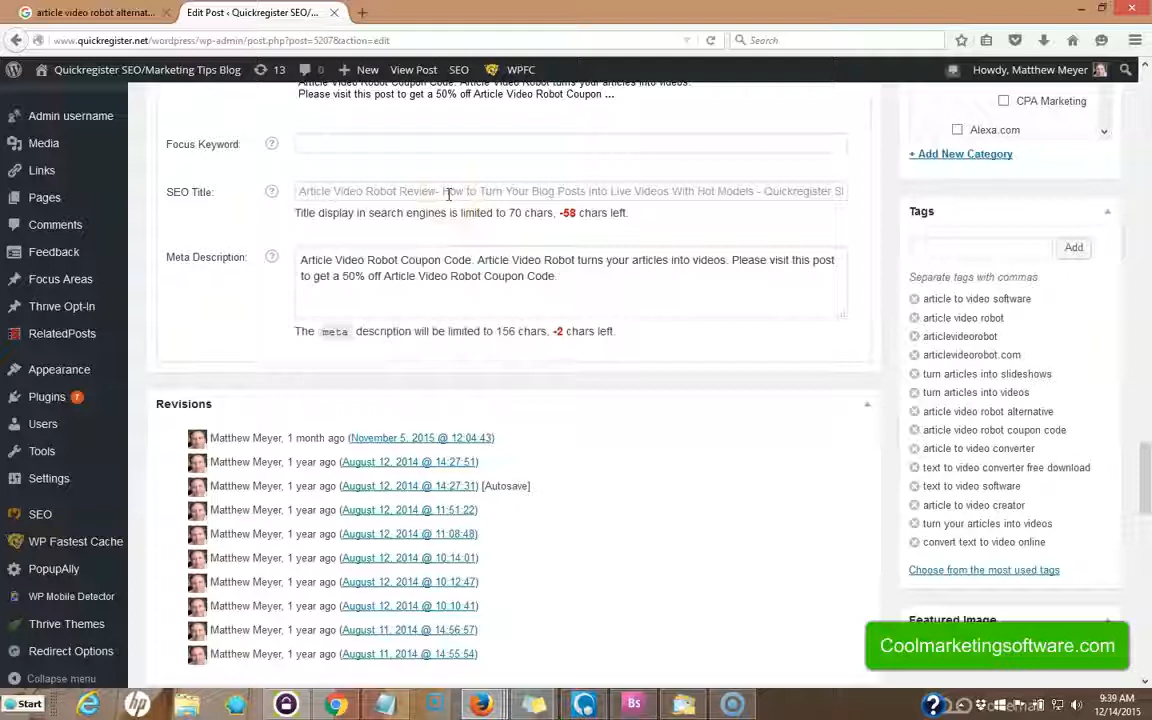 article video robot alternat...
Edit Post ‹ Quickregister SEO/...
www.quickregister.net/wordpress/wp-admin/post.php?post=5207&action=edit
Search
Quickregister SEO/Marketing Tips Blog
13
0
New
View Post
SEO
WPFC
Howdy, Matthew Meyer
Admin username
Media
Links
Pages
Comments
Feedback
Focus Areas
Thrive Opt-In
RelatedPosts
Appearance
Plugins 7
Users
Tools
Settings
SEO
WP Fastest Cache
PopupAlly
WP Mobile Detector
Thrive Themes
Redirect Options
Collapse menu
Article Video Robot Coupon Code. Article Video Robot turns your articles into videos.
Please visit this post to get a 50% off Article Video Robot Coupon ...
Focus Keyword:
SEO Title:
Article Video Robot Review- How to Turn Your Blog Posts into Live Videos With Hot Models - Quickregister SE
Title display in search engines is limited to 70 chars, -58 chars left.
Meta Description:
Article Video Robot Coupon Code. Article Video Robot turns your articles into videos. Please visit this post
to get a 50% off Article Video Robot Coupon Code.
The meta description will be limited to 156 chars, -2 chars left.
Revisions
Matthew Meyer, 1 month ago (November 5, 2015 @ 12:04:43)
Matthew Meyer, 1 year ago (August 12, 2014 @ 14:27:51)
Matthew Meyer, 1 year ago (August 12, 2014 @ 14:27:31) [Autosave]
Matthew Meyer, 1 year ago (August 12, 2014 @ 11:51:22)
Matthew Meyer, 1 year ago (August 12, 2014 @ 11:08:48)
Matthew Meyer, 1 year ago (August 12, 2014 @ 10:14:01)
Matthew Meyer, 1 year ago (August 12, 2014 @ 10:12:47)
Matthew Meyer, 1 year ago (August 12, 2014 @ 10:10:41)
Matthew Meyer, 1 year ago (August 11, 2014 @ 14:56:57)
Matthew Meyer, 1 year ago (August 11, 2014 @ 14:55:54)
CPA Marketing
Alexa.com
+ Add New Category
Tags
Add
Separate tags with commas
article to video software
article video robot
articlevideorobot
articlevideorobot.com
turn articles into slideshows
turn articles into videos
article video robot alternative
article video robot coupon code
article to video converter
text to video converter free download
text to video software
article to video creator
turn your articles into videos
convert text to video online
Choose from the most used tags
Featured Image
Coolmarketingsoftware.com
Start
Bs
9:39 AM
12/14/2015